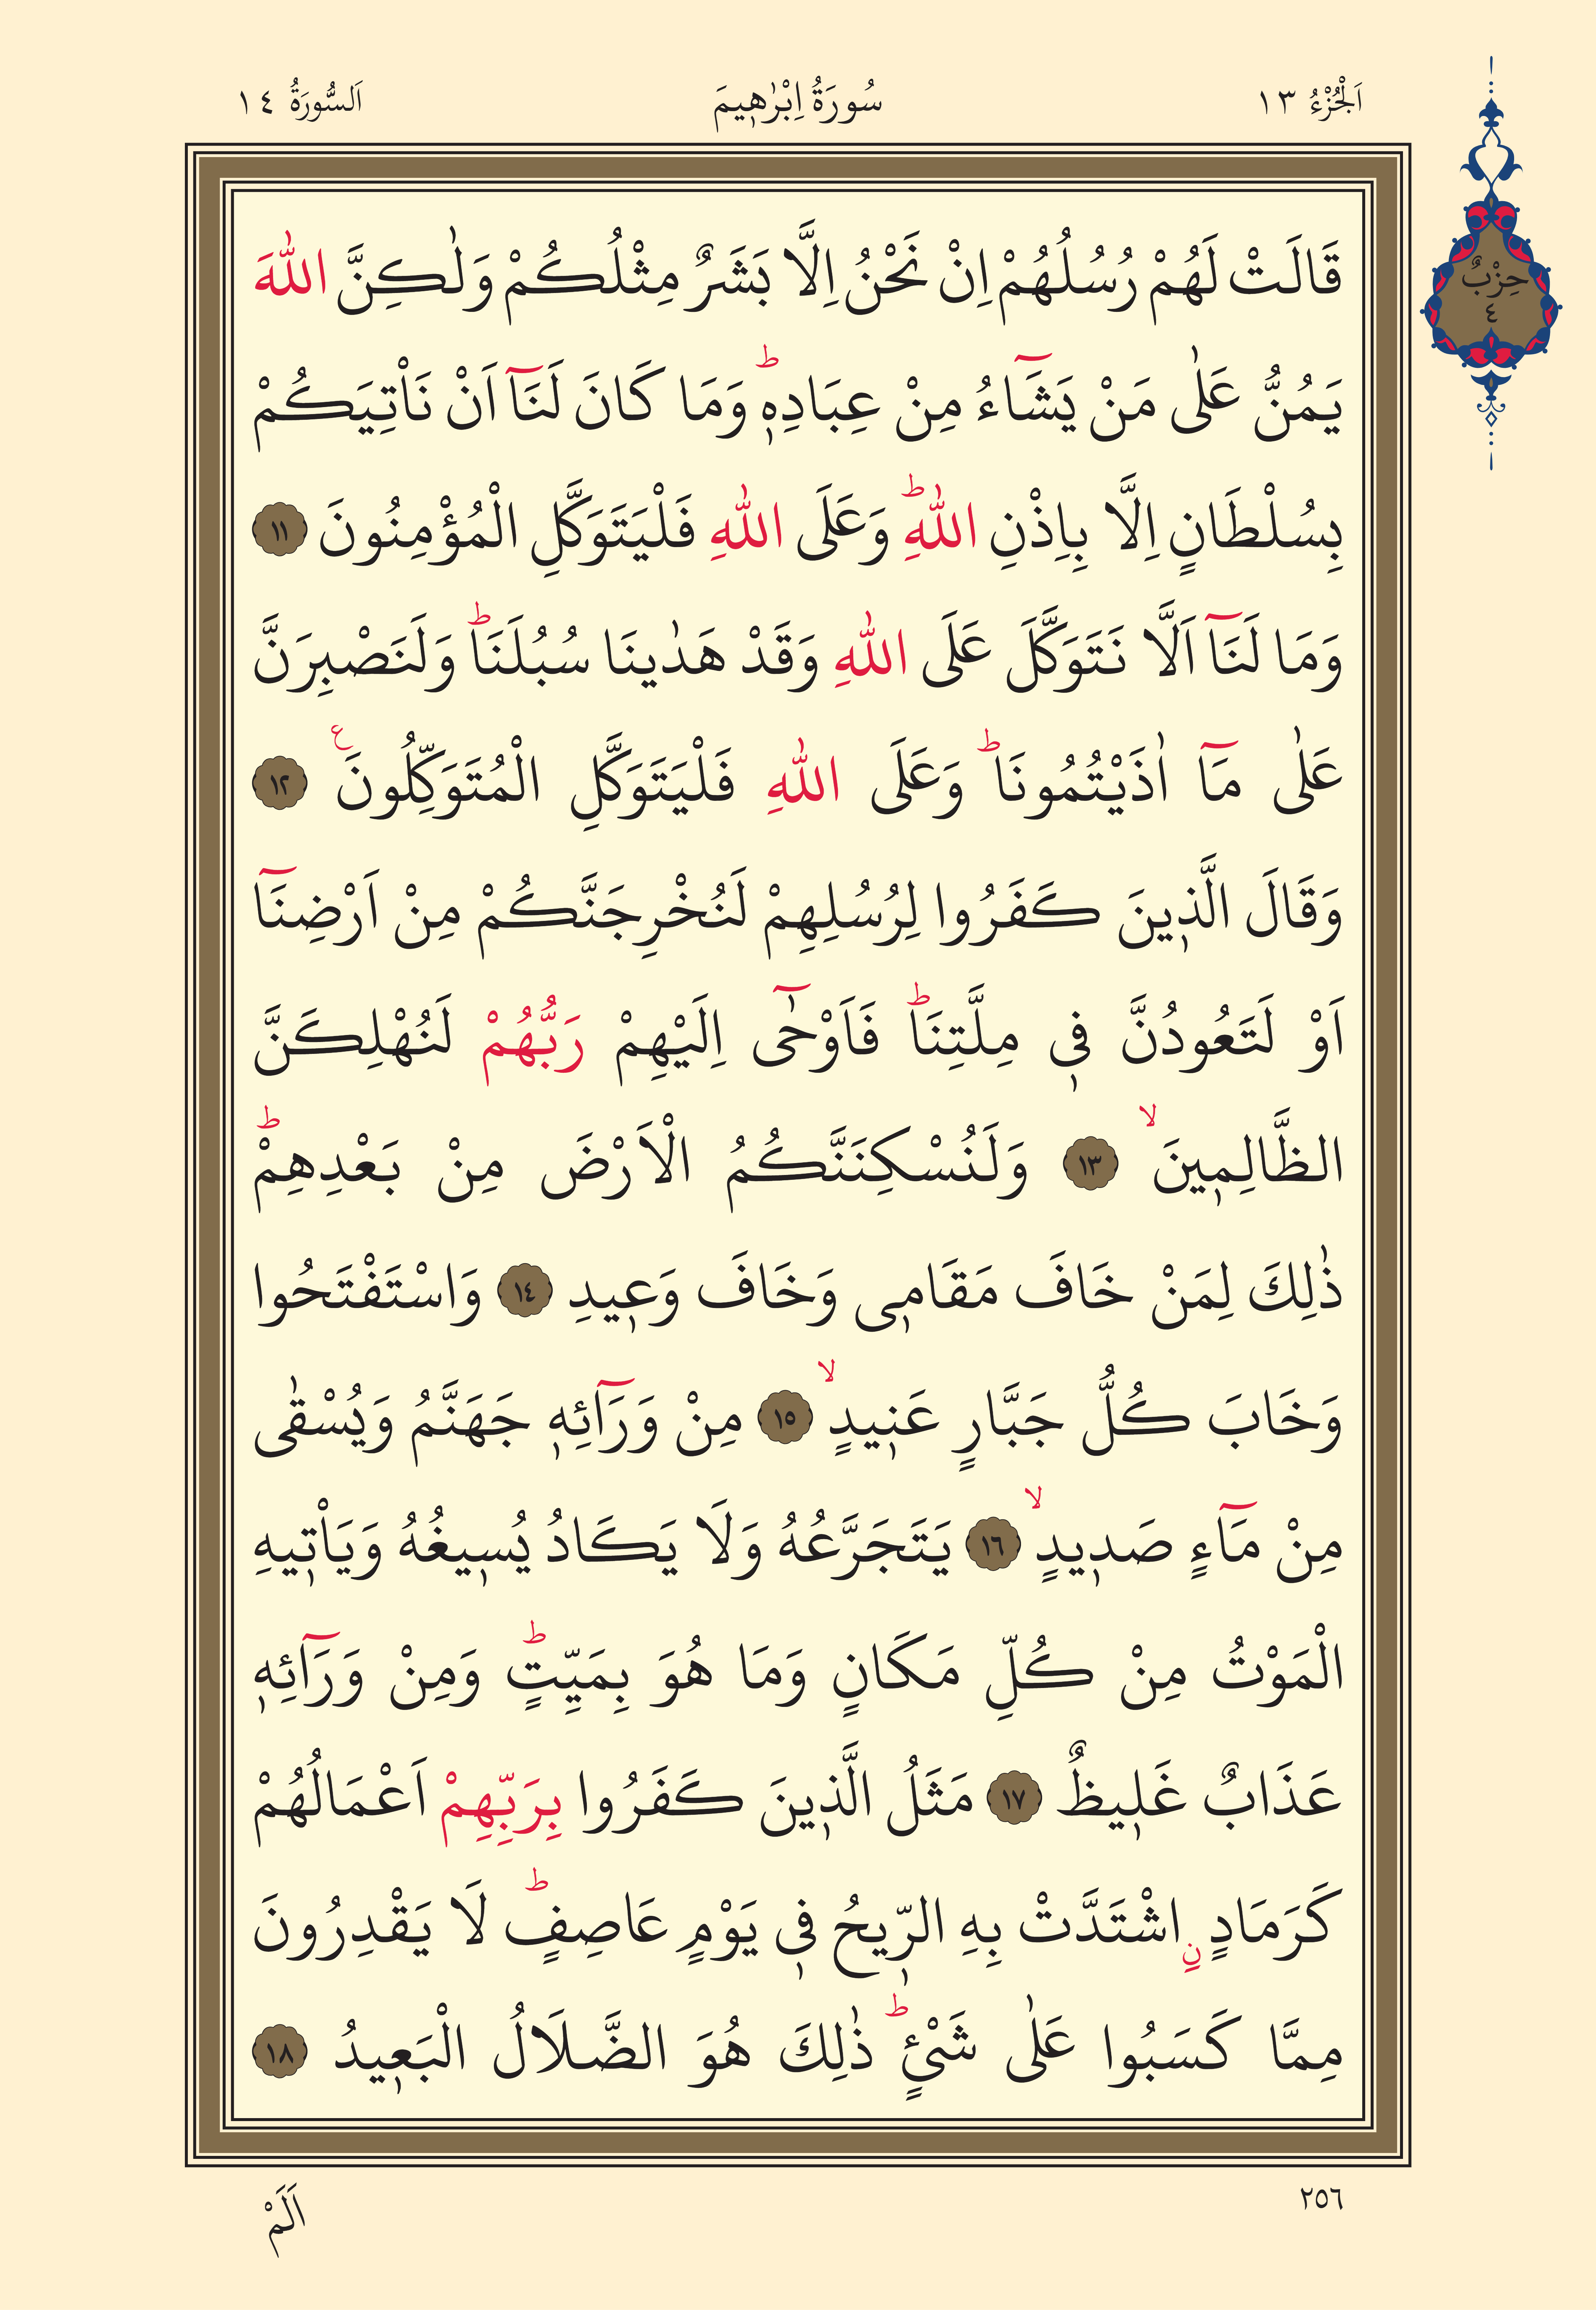 اَلْجُزْءُ ١٣ سُورَةُ اِبْرٰهٖيمَ اَلسُّورَةُ ١٤
حِزْبٌ
٤
قَالَتْ لَهُمْ رُسُلُهُمْ اِنْ نَحْنُ اِلَّا بَشَرٌ مِثْلُكُمْ وَلٰكِنَّ اللّٰهَ
يَمُنُّ عَلٰى مَنْ يَشَٓاءُ مِنْ عِبَادِهٖۜ وَمَا كَانَ لَنَٓا اَنْ نَأْتِيَكُمْ
بِسُلْطَانٍ اِلَّا بِاِذْنِ اللّٰهِۜ وَعَلَى اللّٰهِ فَلْيَتَوَكَّلِ الْمُؤْمِنُونَ ١١
وَمَا لَنَٓا اَلَّا نَتَوَكَّلَ عَلَى اللّٰهِ وَقَدْ هَدٰينَا سُبُلَنَاۜ وَلَنَصْبِرَنَّ
عَلٰى مَٓا اٰذَيْتُمُونَاۜ وَعَلَى اللّٰهِ فَلْيَتَوَكَّلِ الْمُتَوَكِّلُونَ ع ١٢
وَقَالَ الَّذٖينَ كَفَرُوا لِرُسُلِهِمْ لَنُخْرِجَنَّكُمْ مِنْ اَرْضِنَٓا
اَوْ لَتَعُودُنَّ فٖي مِلَّتِنَاۜ فَاَوْحٰٓى اِلَيْهِمْ رَبُّهُمْ لَنُهْلِكَنَّ
الظَّالِمٖينَۙ ١٣ وَلَنُسْكِنَنَّكُمُ الْاَرْضَ مِنْ بَعْدِهِمْۜ
ذٰلِكَ لِمَنْ خَافَ مَقَامٖي وَخَافَ وَعٖيدِ ١٤ وَاسْتَفْتَحُوا
وَخَابَ كُلُّ جَبَّارٍ عَنٖيدٍۙ ١٥ مِنْ وَرَٓائِهٖ جَهَنَّمُ وَيُسْقٰى
مِنْ مَٓاءٍ صَدٖيدٍۙ ١٦ يَتَجَرَّعُهُ وَلَا يَكَادُ يُسٖيغُهُ وَيَأْتٖيهِ
الْمَوْتُ مِنْ كُلِّ مَكَانٍ وَمَا هُوَ بِمَيِّتٍۜ وَمِنْ وَرَٓائِهٖ
عَذَابٌ غَلٖيظٌ ١٧ مَثَلُ الَّذٖينَ كَفَرُوا بِرَبِّهِمْ اَعْمَالُهُمْ
كَرَمَادٍ نِ اشْتَدَّتْ بِهِ الرّٖيحُ فٖي يَوْمٍ عَاصِفٍۜ لَا يَقْدِرُونَ
مِمَّا كَسَبُوا عَلٰى شَيْئٍۜ ذٰلِكَ هُوَ الضَّلَالُ الْبَعٖيدُ ١٨
٢٥٦ اَلَمْ